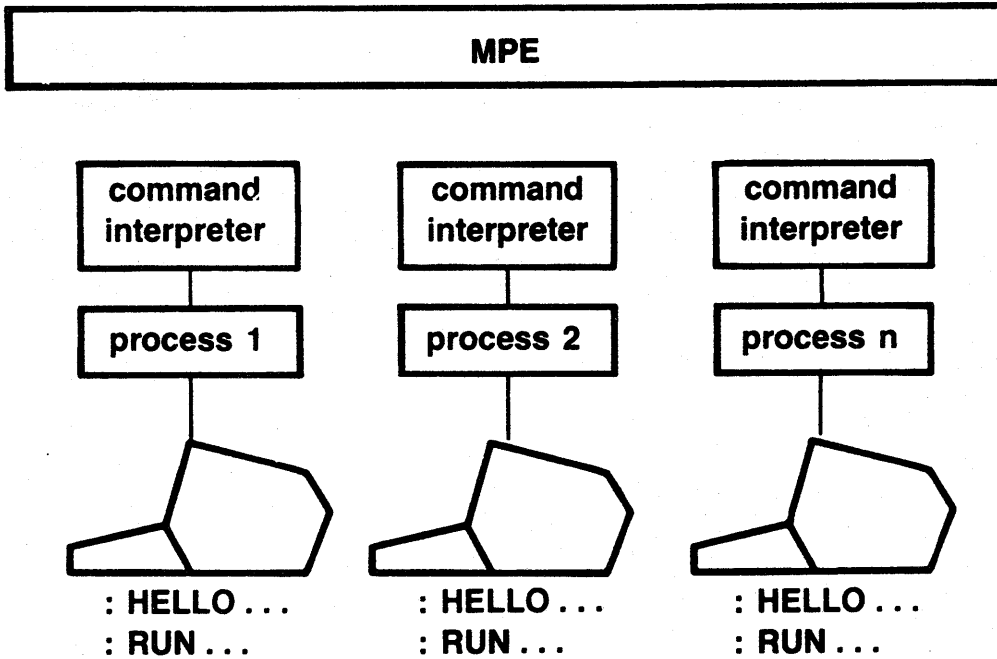 MPE
command
interpreter
process 1
: HELLO . . .
: RUN . . .
command
interpreter
process 2
: HELLO . . .
: RUN . . .
command
interpreter
process n
: HELLO . . .
: RUN . . .